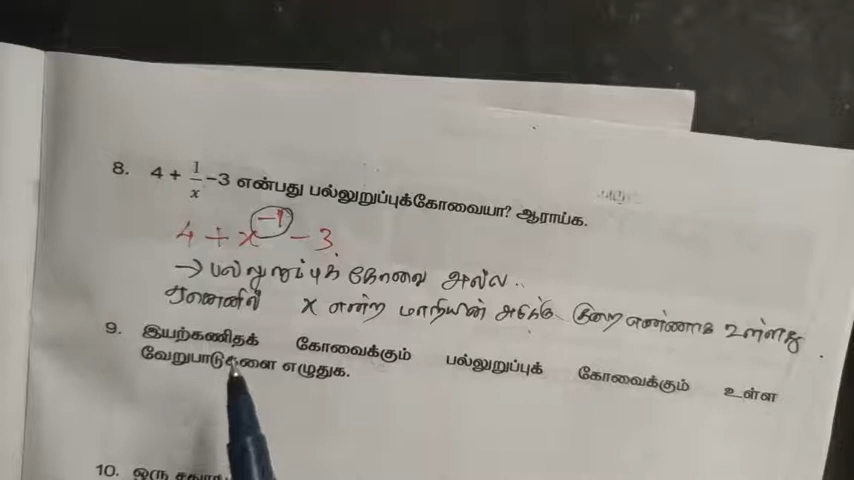 8. 4 + 1/x −3 என்பது பல்லுறுப்புக்கோவையா? ஆராய்க.
4 + x⁻¹ − 3.
→ பல்லுறுப்புக் கோவை அல்ல..
ஏனெனில் x என்ற மாறியின் அடுக்கு குறை எண்ணாக உள்ளது.
9. இயற்கணிதக் கோவைக்கும் பல்லுறுப்புக் கோவைக்கும் உள்ள
வேறுபாடுகளை எழுதுக.
10. ஒரு